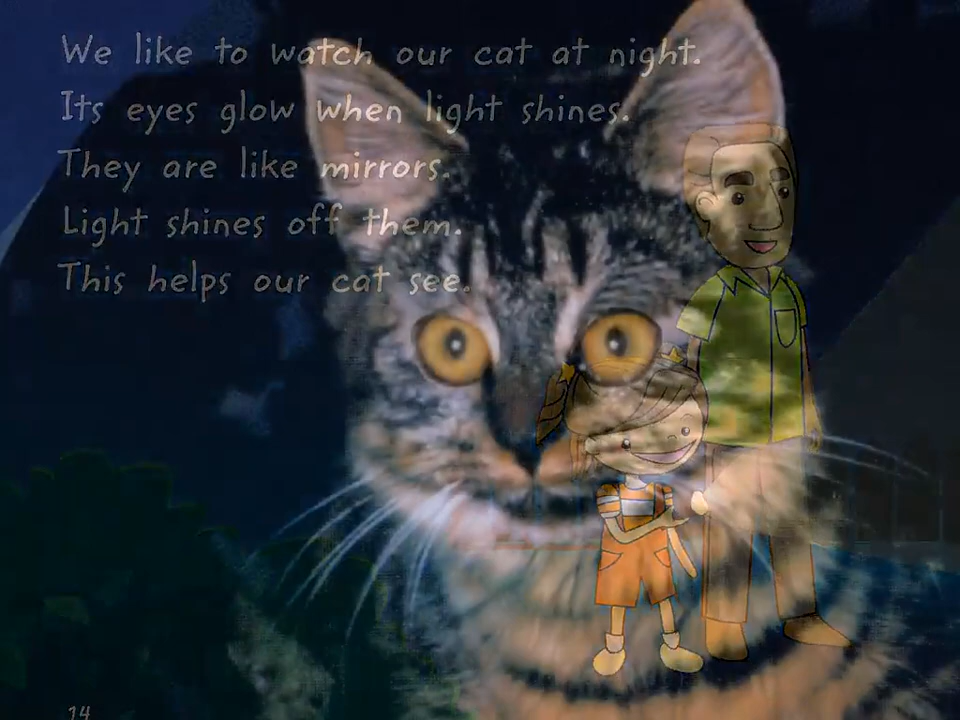 We like to watch our cat at night.
Its eyes glow when light shines.
They are like mirrors.
Light shines off them.
This helps our cat see.
14